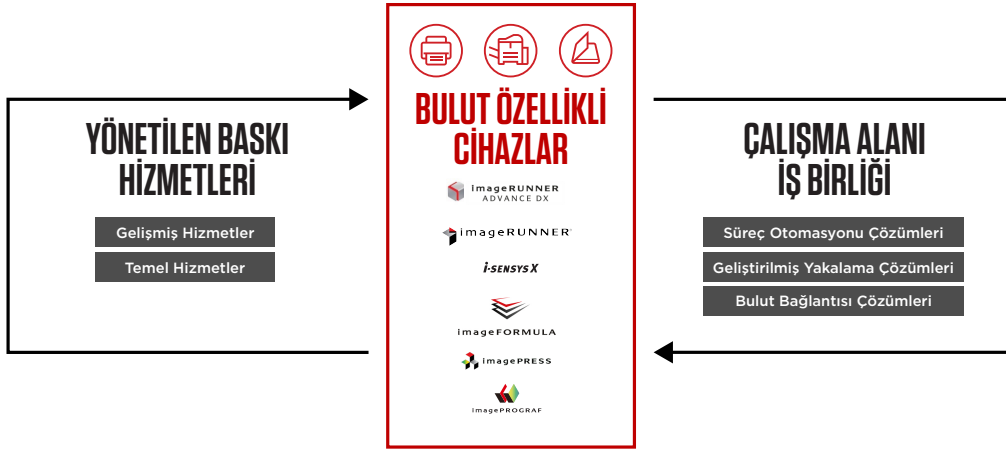 YÖNETİLEN BASKI
HİZMETLERİ
Gelişmiş Hizmetler
Temel Hizmetler
BULUT ÖZELLİKLİ
CİHAZLAR
imageRUNNER
ADVANCE DX
imageRUNNER
i-SENSYS X
imageFORMULA
imagePRESS
imagePROGRAF
ÇALIŞMA ALANI
İŞ BİRLİĞİ
Süreç Otomasyonu Çözümleri
Geliştirilmiş Yakalama Çözümleri
Bulut Bağlantısı Çözümleri